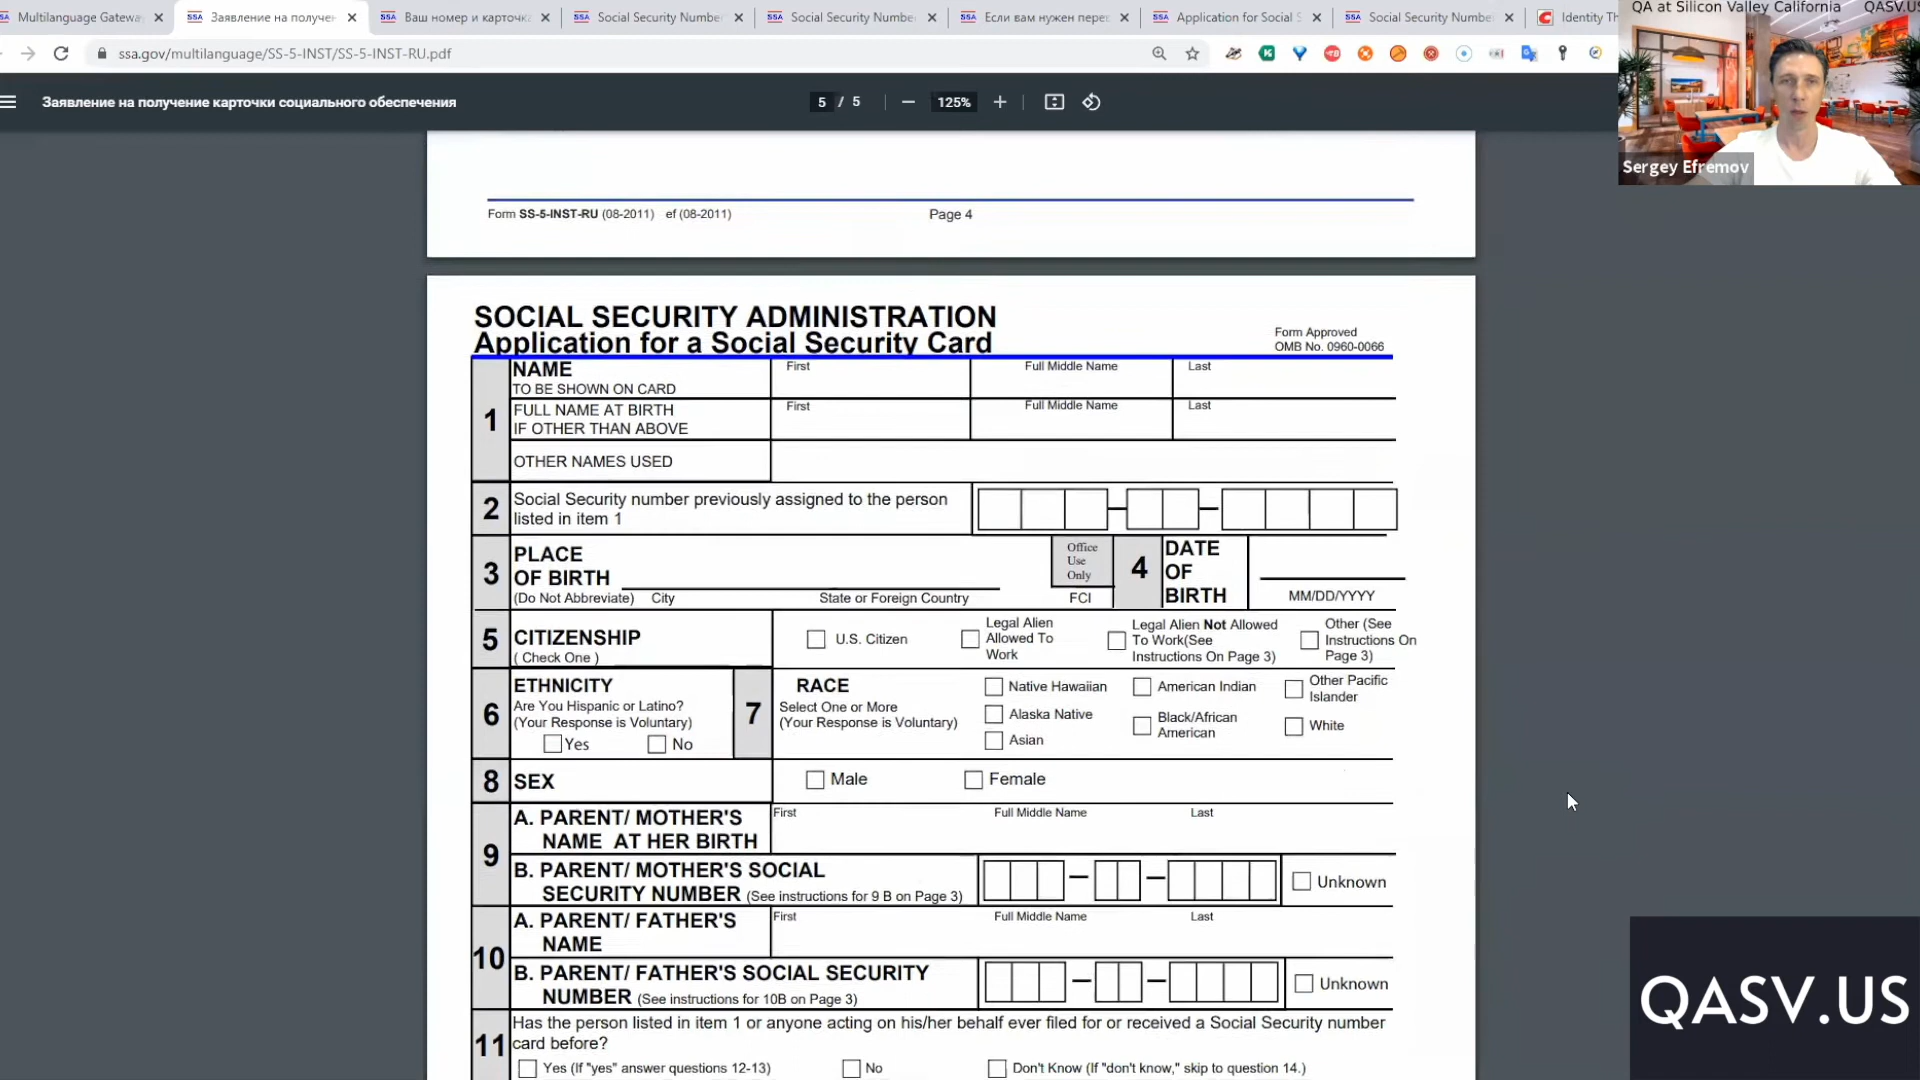 Multilanguage Gatew
Заявление на получе
Ваш номер и карточк
Social Security Numbe
Social Security Numbe
Если вам нужен пере
Application for Social S
Social Security Numbe
Identity Th
QA at Silicon Valley California
QASV.US
ssa.gov/multilanguage/SS-5-INST/SS-5-INST-RU.pdf
Заявление на получение карточки социального обеспечения
5 / 5
125%
Sergey Efremov
Form SS-5-INST-RU (08-2011) ef (08-2011)
Page 4
SOCIAL SECURITY ADMINISTRATION
Application for a Social Security Card
Form Approved
OMB No. 0960-0066
1
NAME
TO BE SHOWN ON CARD
First
Full Middle Name
Last
FULL NAME AT BIRTH
IF OTHER THAN ABOVE
First
Full Middle Name
Last
OTHER NAMES USED
2
Social Security number previously assigned to the person
listed in item 1
3
PLACE
OF BIRTH
(Do Not Abbreviate)
City
State or Foreign Country
Office
Use
Only
FCI
4
DATE
OF
BIRTH
MM/DD/YYYY
5
CITIZENSHIP
( Check One )
U.S. Citizen
Legal Alien
Allowed To
Work
Legal Alien Not Allowed
To Work(See
Instructions On Page 3)
Other (See
Instructions On
Page 3)
6
ETHNICITY
Are You Hispanic or Latino?
(Your Response is Voluntary)
Yes
No
7
RACE
Select One or More
(Your Response is Voluntary)
Native Hawaiian
Alaska Native
Asian
American Indian
Black/African
American
Other Pacific
Islander
White
8
SEX
Male
Female
9
A. PARENT/ MOTHER'S
NAME AT HER BIRTH
First
Full Middle Name
Last
B. PARENT/ MOTHER'S SOCIAL
SECURITY NUMBER (See instructions for 9 B on Page 3)
Unknown
10
A. PARENT/ FATHER'S
NAME
First
Full Middle Name
Last
B. PARENT/ FATHER'S SOCIAL SECURITY
NUMBER (See instructions for 10B on Page 3)
Unknown
11
Has the person listed in item 1 or anyone acting on his/her behalf ever filed for or received a Social Security number
card before?
Yes (If "yes" answer questions 12-13)
No
Don't Know (If "don't know," skip to question 14.)
QASV.US